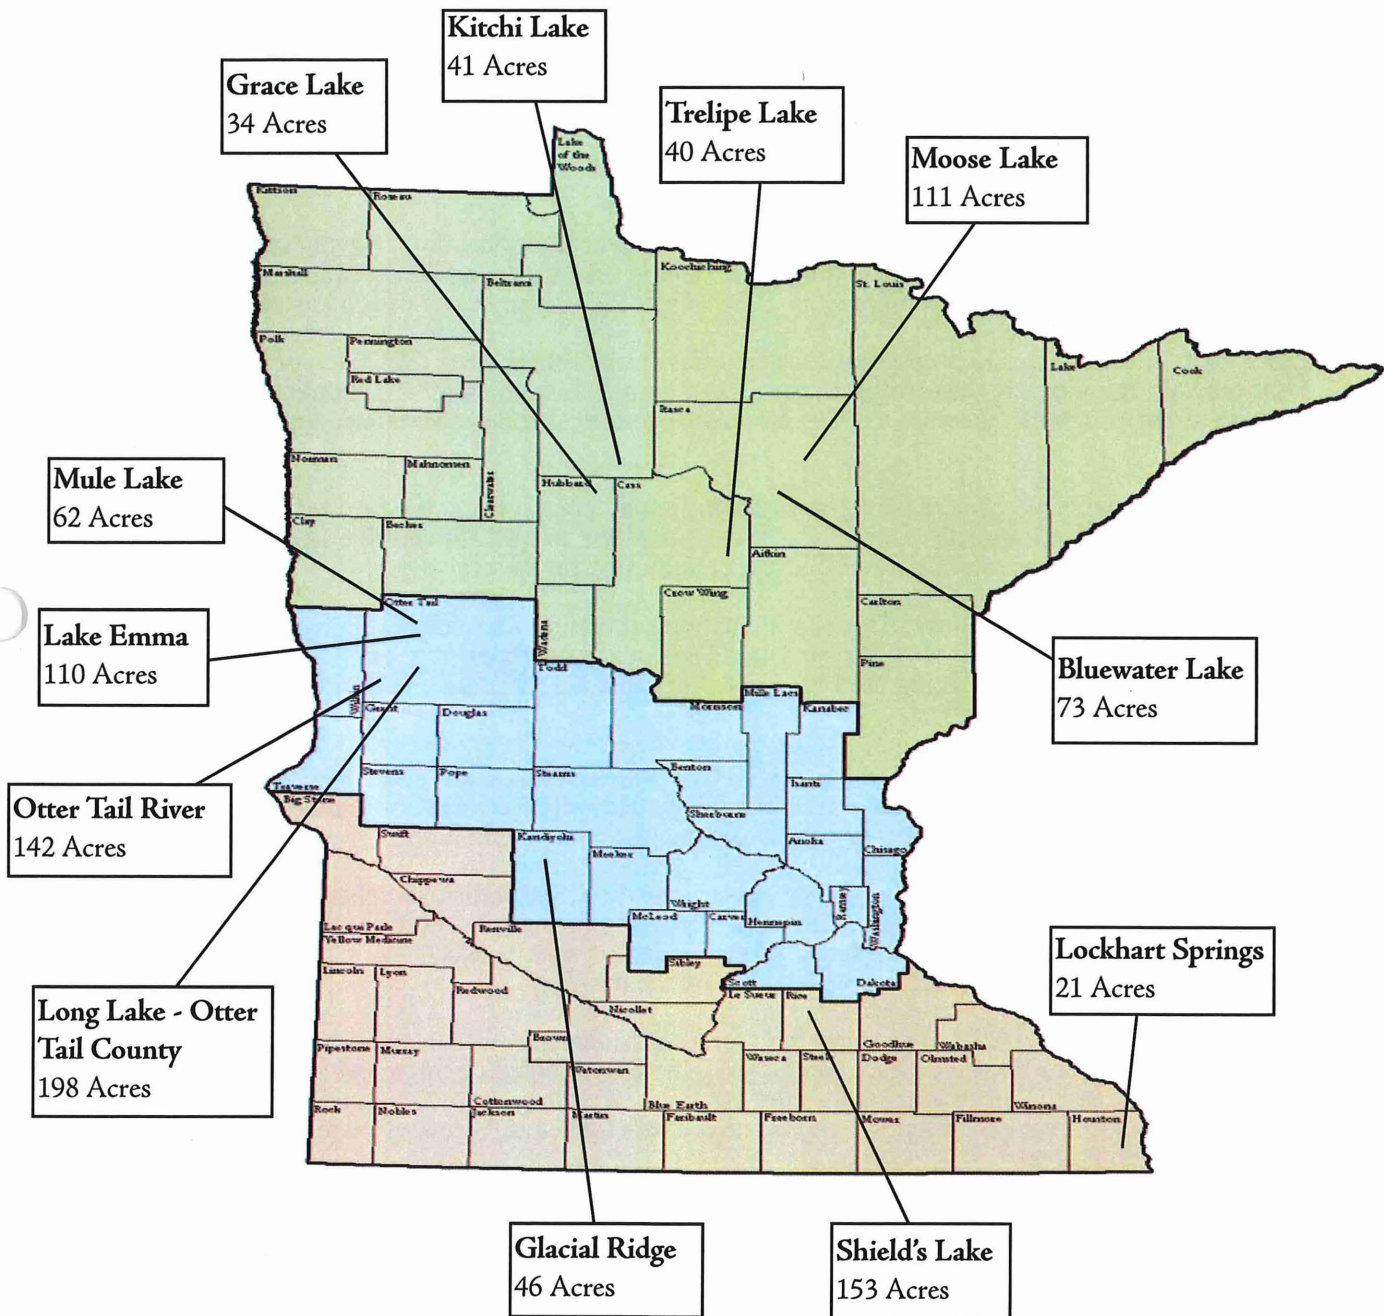 Kitchi Lake
41 Acres
Grace Lake
34 Acres
Trelipe Lake
40 Acres
Moose Lake
111 Acres
Lake
of the
Woods
Kittson
Roseau
Marshall
Beltrami
Koochiching
St. Louis
Polk
Pennington
Red Lake
Lake
Cook
Itasca
Norman
Mahnomen
Clearwater
Hubbard
Cass
Mule Lake
62 Acres
Clay
Becker
Aitkin
Otter Tail
Wadena
Crow Wing
Carlton
Lake Emma
110 Acres
Todd
Pine
Bluewater Lake
73 Acres
Wilkin
Grant
Douglas
Morrison
Mille Lacs
Kanabec
Otter Tail River
142 Acres
Traverse
Big Stone
Stevens
Pope
Stearns
Benton
Isanti
Sherburne
Swift
Kandiyohi
Meeker
Anoka
Chisago
Chippewa
Wright
Hennepin
Ramsey
Washington
McLeod
Carver
Lac qui Parle
Yellow Medicine
Renville
Lincoln
Lyon
Redwood
Sibley
Scott
Dakota
Lockhart Springs
21 Acres
Long Lake - Otter
Tail County
198 Acres
Nicollet
Le Sueur
Rice
Goodhue
Wabasha
Brown
Pipestone
Murray
Cottonwood
Watonwan
Blue Earth
Waseca
Steele
Dodge
Olmsted
Winona
Rock
Nobles
Jackson
Martin
Faribault
Freeborn
Mower
Fillmore
Houston
Glacial Ridge
46 Acres
Shield's Lake
153 Acres